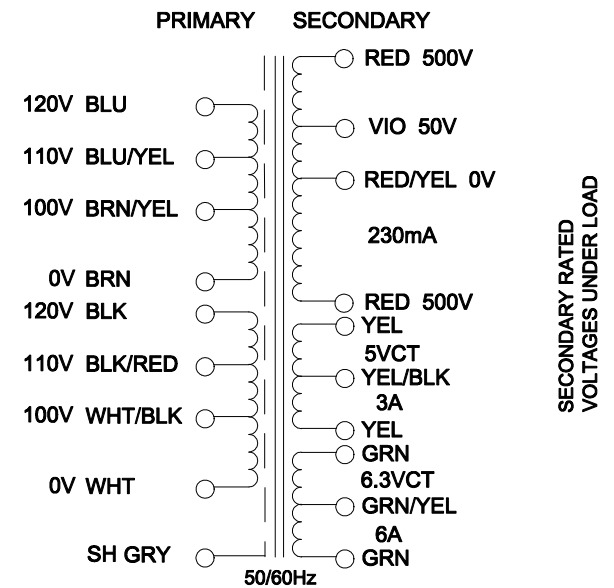 PRIMARY SECONDARY
RED 500V
120V BLU
VIO 50V
110V BLU/YEL
RED/YEL 0V
100V BRN/YEL
230mA
0V BRN
RED 500V
120V BLK
YEL
5VCT
110V BLK/RED
YEL/BLK
3A
100V WHT/BLK
YEL
GRN
6.3VCT
0V WHT
GRN/YEL
6A
SH GRY
GRN
50/60Hz
SECONDARY RATED
VOLTAGES UNDER LOAD